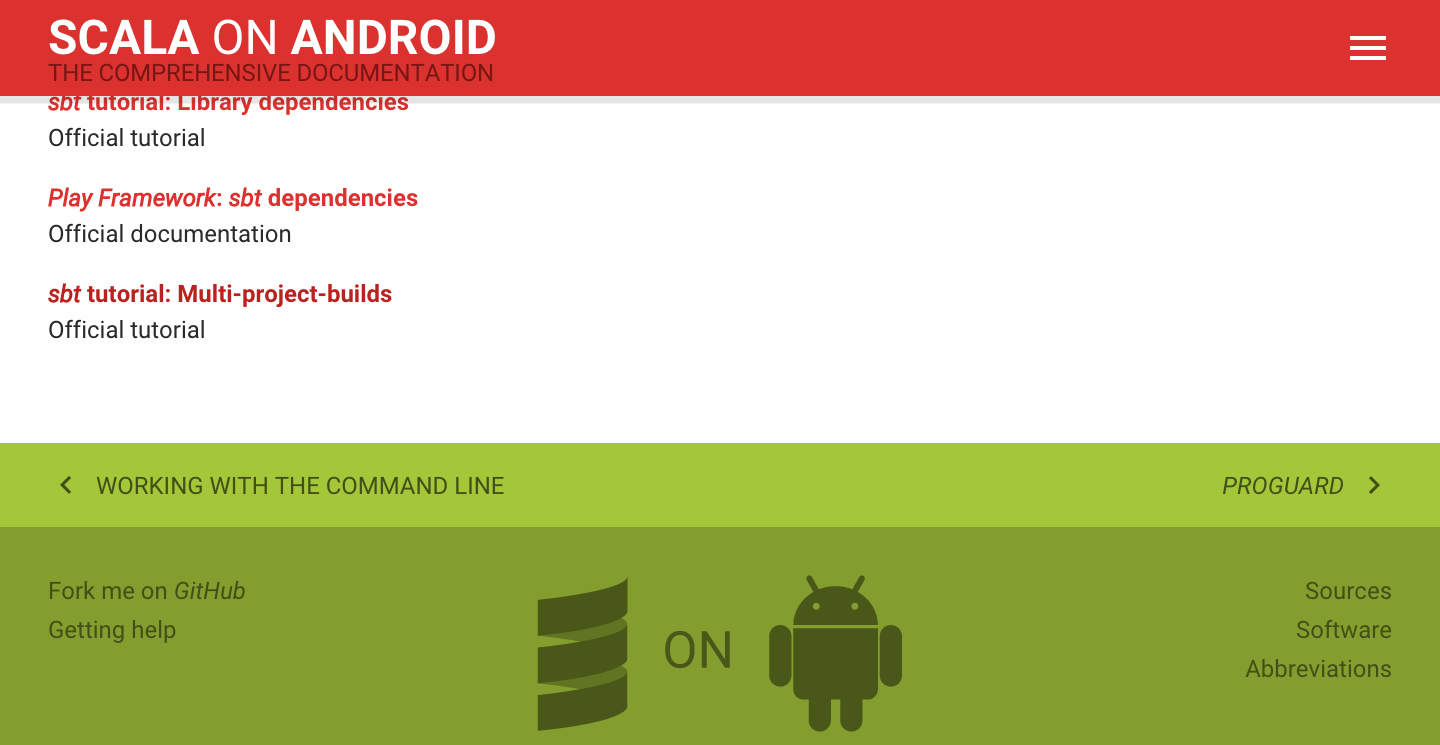 SCALA ON ANDROID
THE COMPREHENSIVE DOCUMENTATION
sbt tutorial: Library dependencies
Official tutorial
Play Framework: sbt dependencies
Official documentation
sbt tutorial: Multi-project-builds
Official tutorial
WORKING WITH THE COMMAND LINE
PROGUARD
Fork me on GitHub
Getting help
ON
Sources
Software
Abbreviations